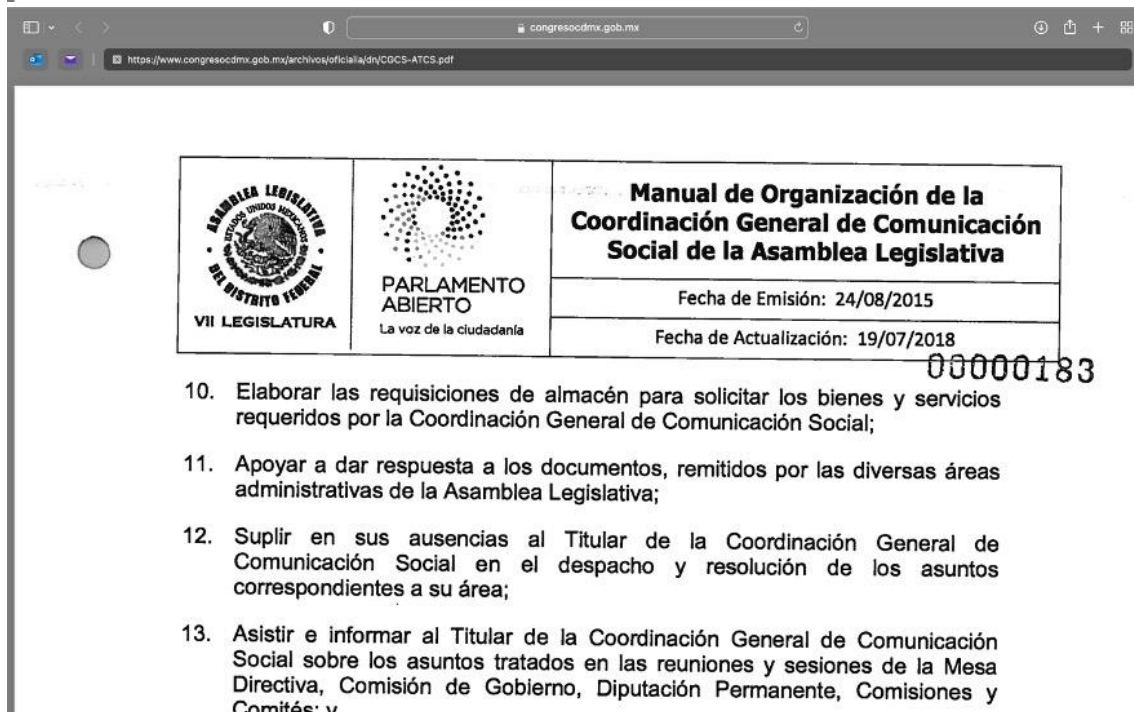 congresocdmx.gob.mx
https://www.congresocdmx.gob.mx/archivos/oficialia/dn/CGCS-ATCS.pdf
ASAMBLEA LEGISLATIVA
DEL DISTRITO FEDERAL
ESTADOS UNIDOS MEXICANOS
VII LEGISLATURA
PARLAMENTO
ABIERTO
La voz de la ciudadanía
Manual de Organización de la
Coordinación General de Comunicación
Social de la Asamblea Legislativa
Fecha de Emisión: 24/08/2015
Fecha de Actualización: 19/07/2018
00000183
10. Elaborar las requisiciones de almacén para solicitar los bienes y servicios
requeridos por la Coordinación General de Comunicación Social;
11. Apoyar a dar respuesta a los documentos, remitidos por las diversas áreas
administrativas de la Asamblea Legislativa;
12. Suplir en sus ausencias al Titular de la Coordinación General de
Comunicación Social en el despacho y resolución de los asuntos
correspondientes a su área;
13. Asistir e informar al Titular de la Coordinación General de Comunicación
Social sobre los asuntos tratados en las reuniones y sesiones de la Mesa
Directiva, Comisión de Gobierno, Diputación Permanente, Comisiones y
Comités; y